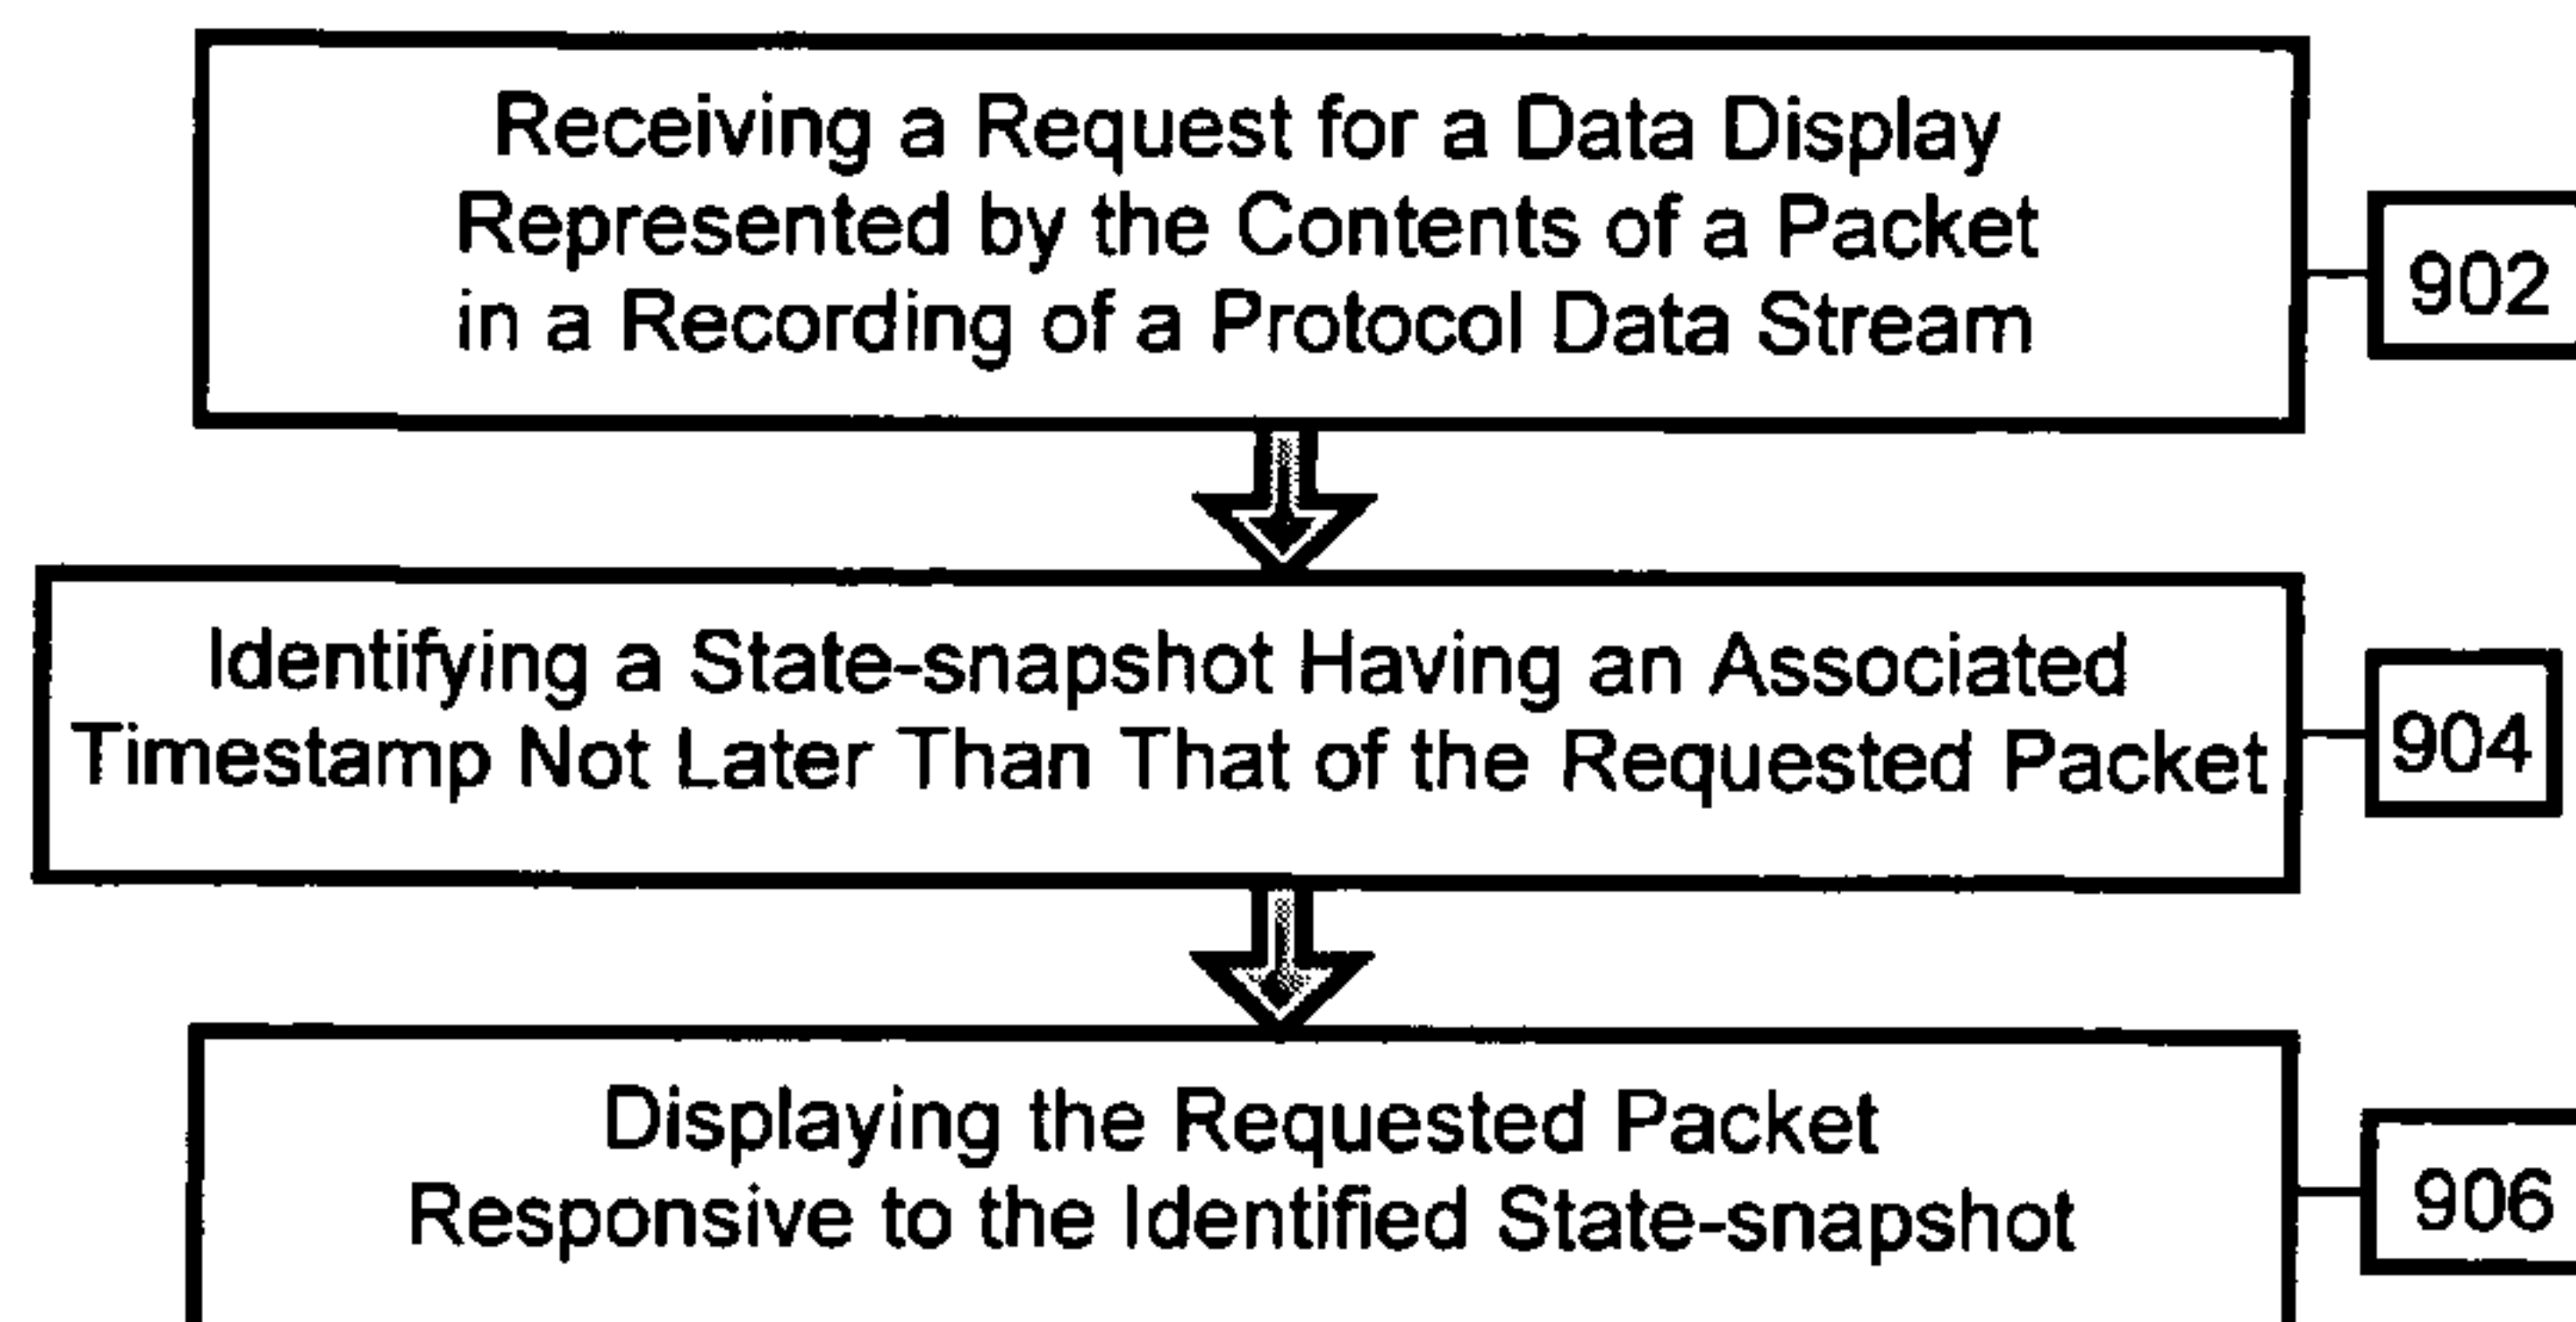 Receiving a Request for a Data Display
Represented by the Contents of a Packet
in a Recording of a Protocol Data Stream
902
Identifying a State-snapshot Having an Associated
Timestamp Not Later Than That of the Requested Packet
904
Displaying the Requested Packet
Responsive to the Identified State-snapshot
906